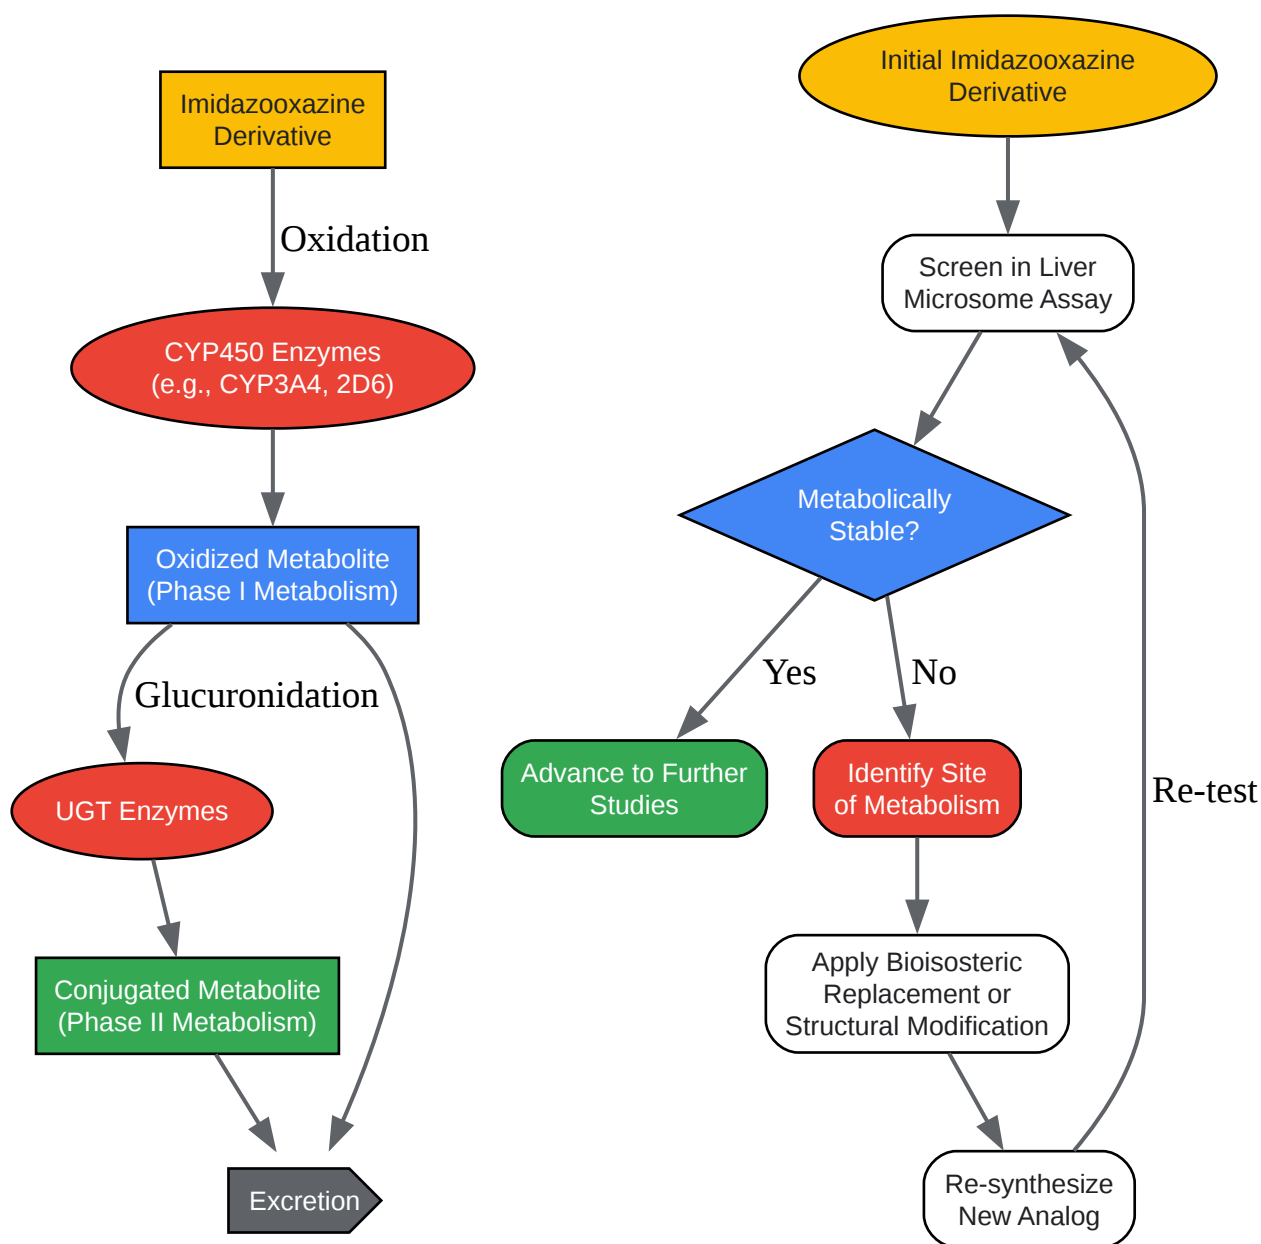 Imidazooxazine
Derivative
Oxidation
CYP450 Enzymes
(e.g., CYP3A4, 2D6)
Oxidized Metabolite
(Phase I Metabolism)
Glucuronidation
UGT Enzymes
Conjugated Metabolite
(Phase II Metabolism)
Excretion
Initial Imidazooxazine
Derivative
Screen in Liver
Microsome Assay
Metabolically
Stable?
Yes
No
Advance to Further
Studies
Identify Site
of Metabolism
Re-test
Apply Bioisosteric
Replacement or
Structural Modification
Re-synthesize
New Analog